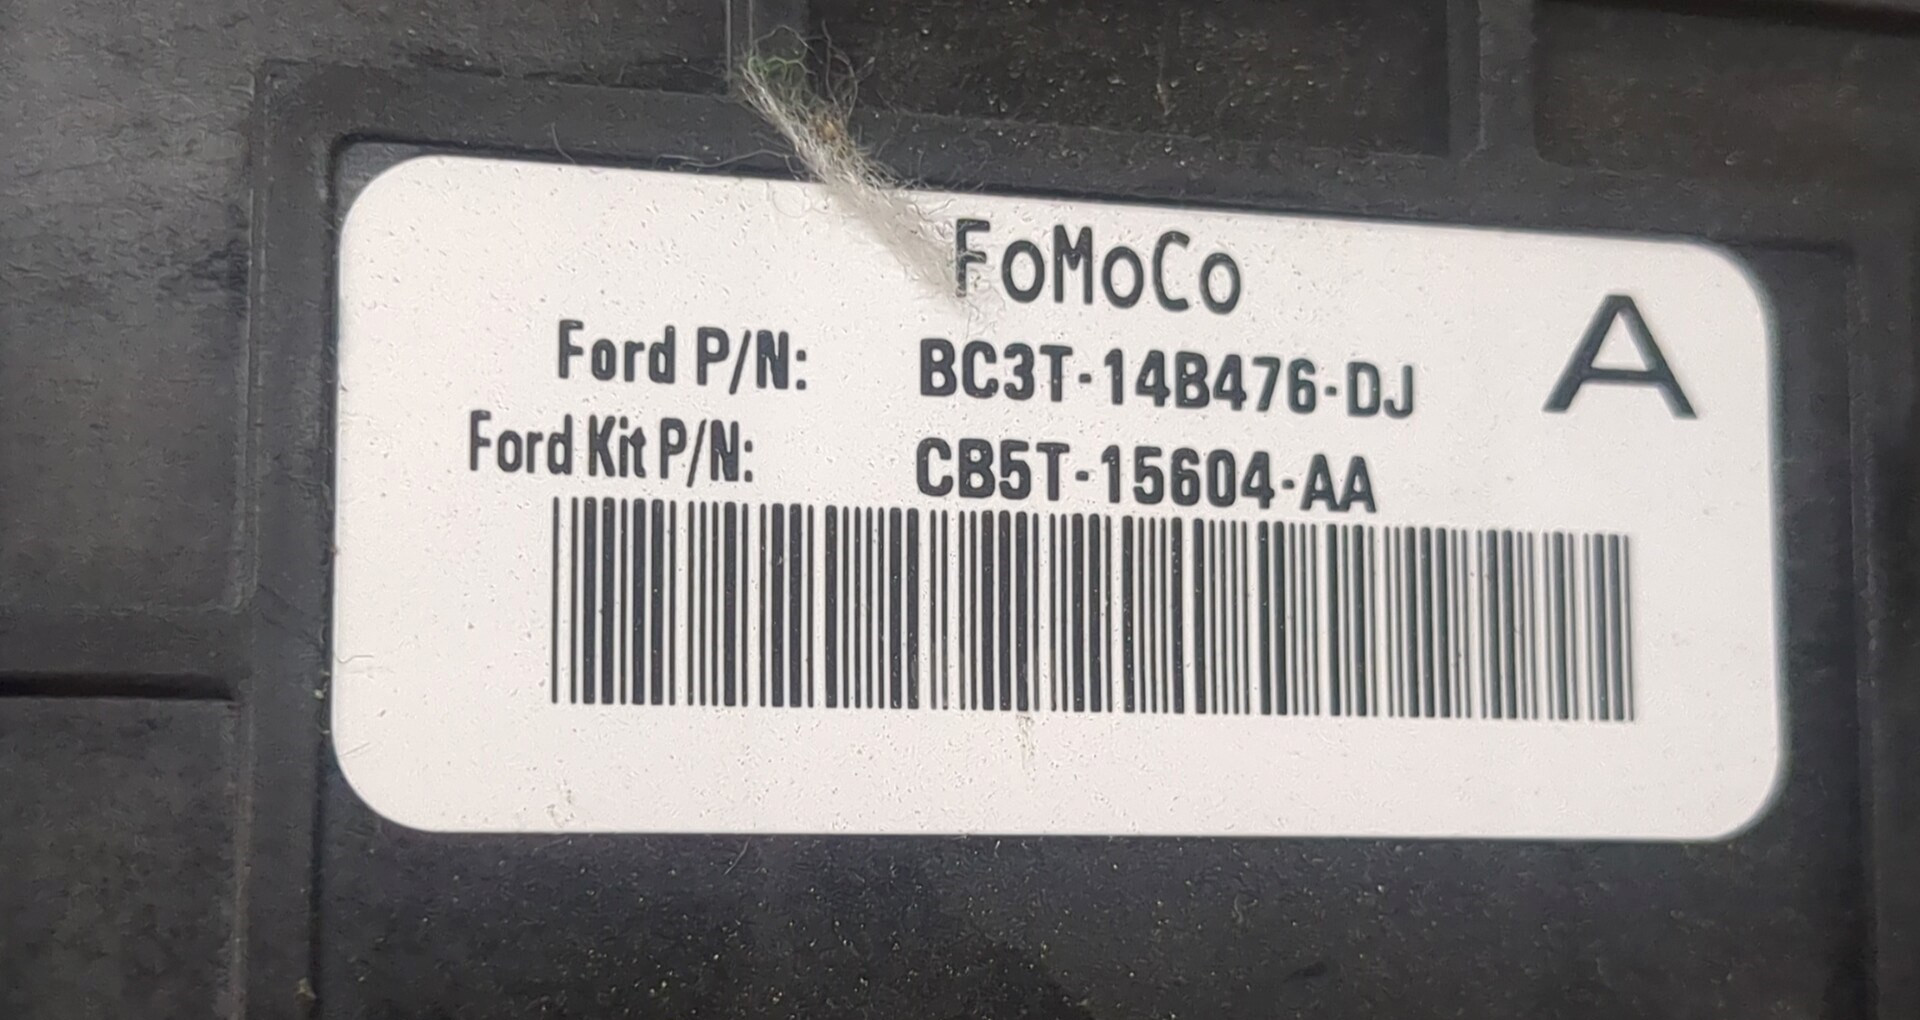 FoMoCo
A
Ford P/N: BC3T-14B476-DJ
Ford Kit P/N: CB5T-15604-AA